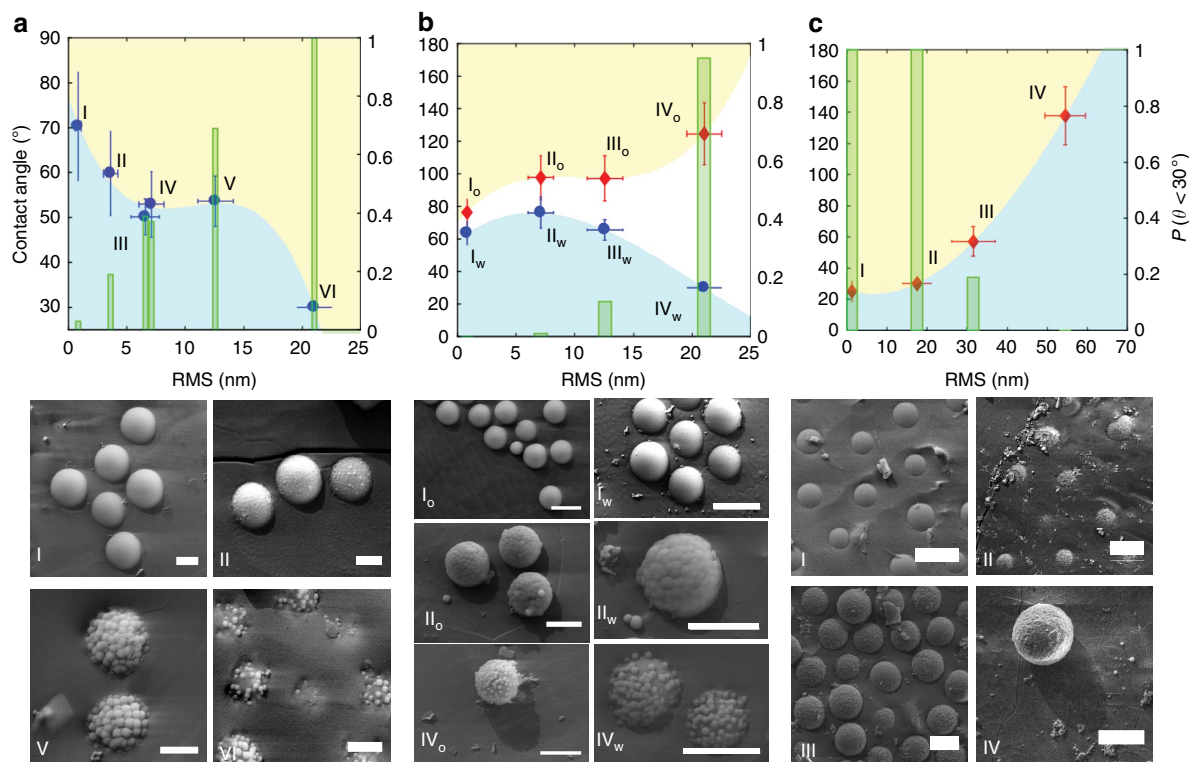 a
b
c
90
80
70
60
50
40
30
Contact angle (°)
I
II
III
IV
V
VI
1
0.8
0.6
0.4
0.2
0
0 5 10 15 20 25
RMS (nm)
180
160
140
120
100
80
60
40
20
0
Io
Iw
IIo
IIw
IIIo
IIIw
IVo
IVw
1
0.8
0.6
0.4
0.2
0
0 5 10 15 20 25
RMS (nm)
180
160
140
120
100
80
60
40
20
0
I
II
III
IV
1
0.8
0.6
0.4
0.2
0
P (θ < 30°)
0 10 20 30 40 50 60 70
RMS (nm)
I
II
V
VI
Io
Iw
IIo
IIw
IVo
IVw
I
II
III
IV